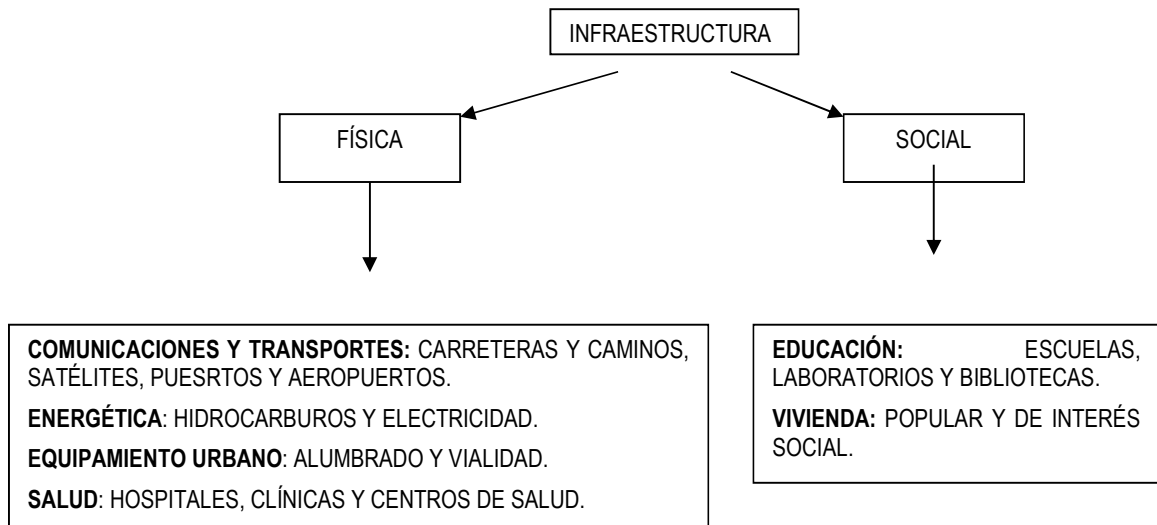 INFRAESTRUCTURA
FÍSICA
SOCIAL
COMUNICACIONES Y TRANSPORTES: CARRETERAS Y CAMINOS,
SATÉLITES, PUESRTOS Y AEROPUERTOS.
ENERGÉTICA: HIDROCARBUROS Y ELECTRICIDAD.
EQUIPAMIENTO URBANO: ALUMBRADO Y VIALIDAD.
SALUD: HOSPITALES, CLÍNICAS Y CENTROS DE SALUD.
EDUCACIÓN: ESCUELAS,
LABORATORIOS Y BIBLIOTECAS.
VIVIENDA: POPULAR Y DE INTERÉS
SOCIAL.